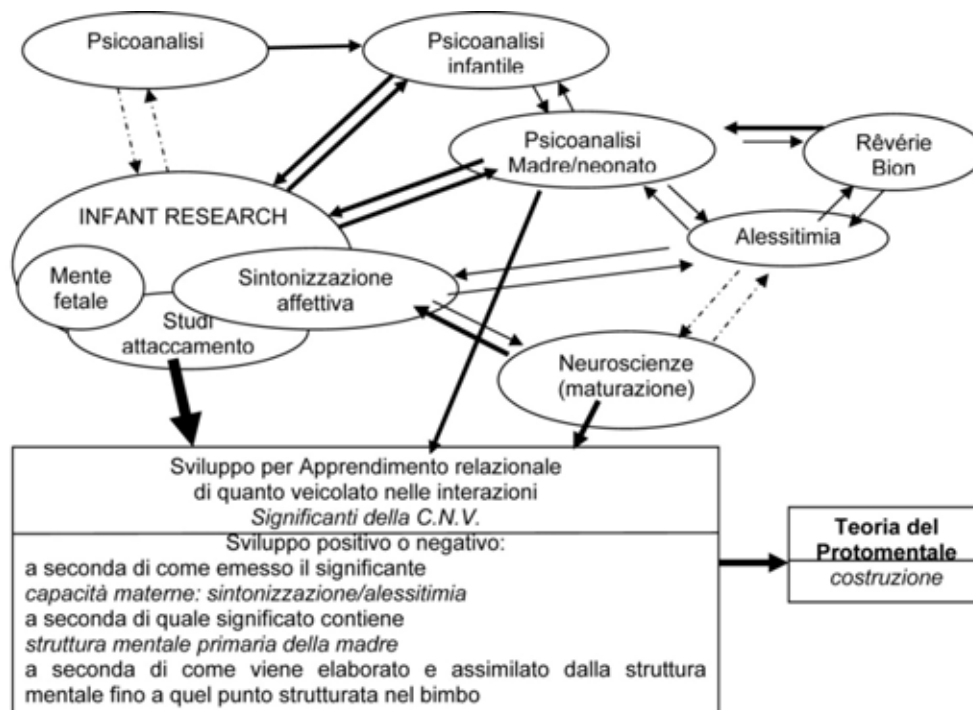 Psicoanalisi
Psicoanalisi
infantile
Psicoanalisi
Madre/neonato
Rêvérie
Bion
INFANT RESEARCH
Alessitimia
Mente
fetale
Sintonizzazione
affettiva
Studi
attaccamento
Neuroscienze
(maturazione)
Sviluppo per Apprendimento relazionale
di quanto veicolato nelle interazioni
Significanti della C.N.V.
Sviluppo positivo o negativo:
a seconda di come emesso il significante
capacità materne: sintonizzazione/alessitimia
a seconda di quale significato contiene
struttura mentale primaria della madre
a seconda di come viene elaborato e assimilato dalla struttura
mentale fino a quel punto strutturata nel bimbo
Teoria del
Protomentale
costruzione